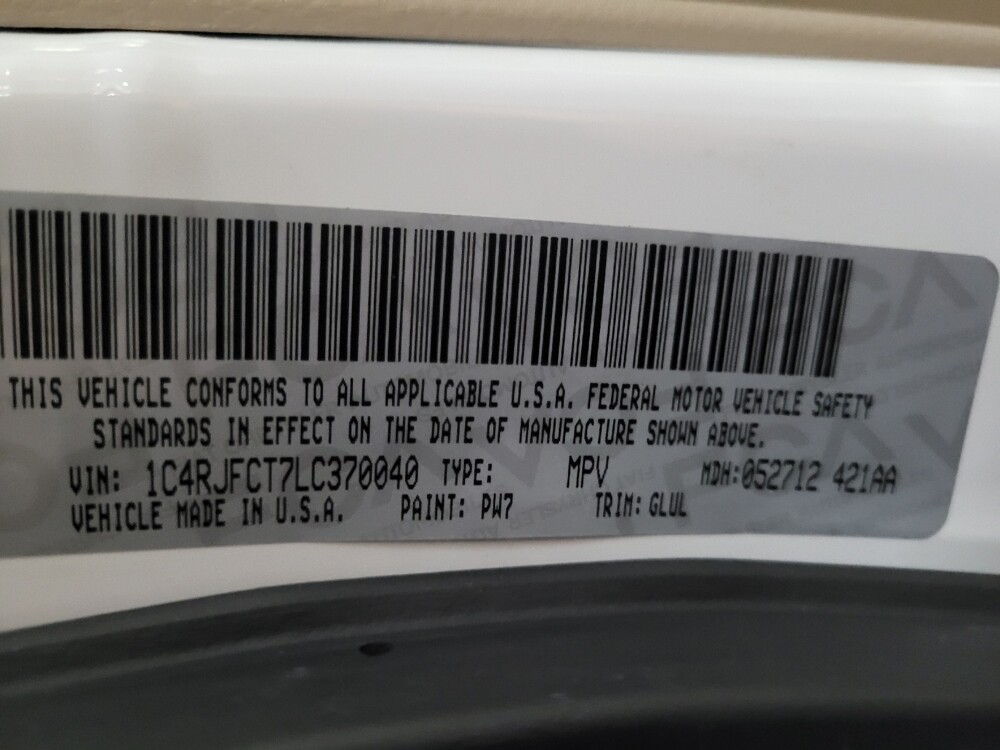 THIS VEHICLE CONFORMS TO ALL APPLICABLE U.S.A. FEDERAL MOTOR VEHICLE SAFETY
STANDARDS IN EFFECT ON THE DATE OF MANUFACTURE SHOWN ABOVE.
VIN: 1C4RJFCT7LC370040 TYPE: MPV MDH:052712 421AA
VEHICLE MADE IN U.S.A. PAINT: PW7 TRIM: GLUL